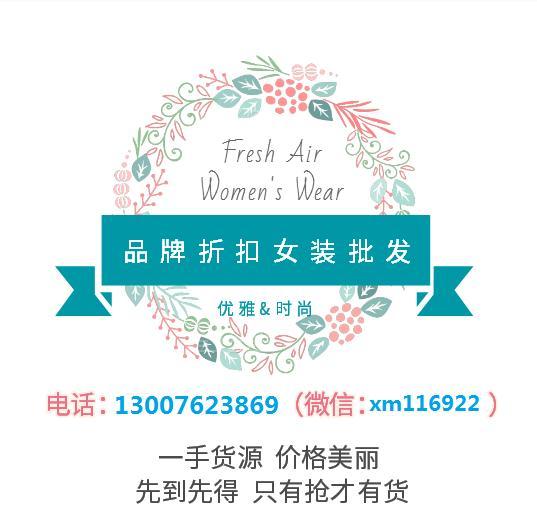 Fresh Air
Women's Wear
品牌折扣女装批发
优雅&时尚
电话：13007623869（微信：xm116922 ）
一手货源 价格美丽
先到先得 只有抢才有货